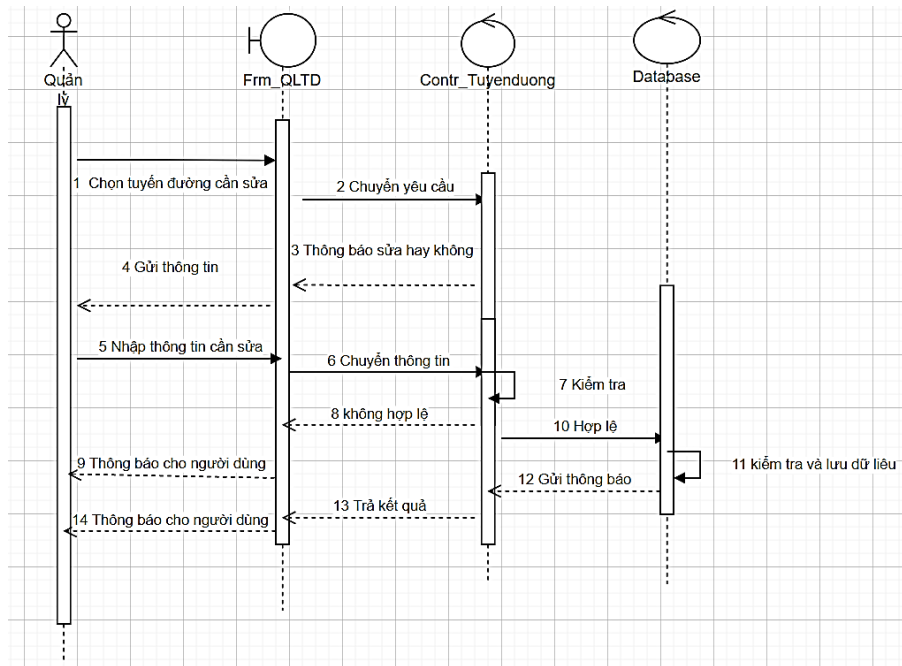 Quản
lý
Frm_QLTD
Contr_Tuyenduong
Database
1 Chọn tuyến đường cần sửa
2 Chuyển yêu cầu
3 Thông báo sửa hay không
4 Gửi thông tin
5 Nhập thông tin cần sửa
6 Chuyển thông tin
7 Kiểm tra
8 không hợp lệ
9 Thông báo cho người dùng
10 Hợp lệ
11 kiểm tra và lưu dữ liêu
12 Gửi thông báo
13 Trả kết quả
14 Thông báo cho người dùng